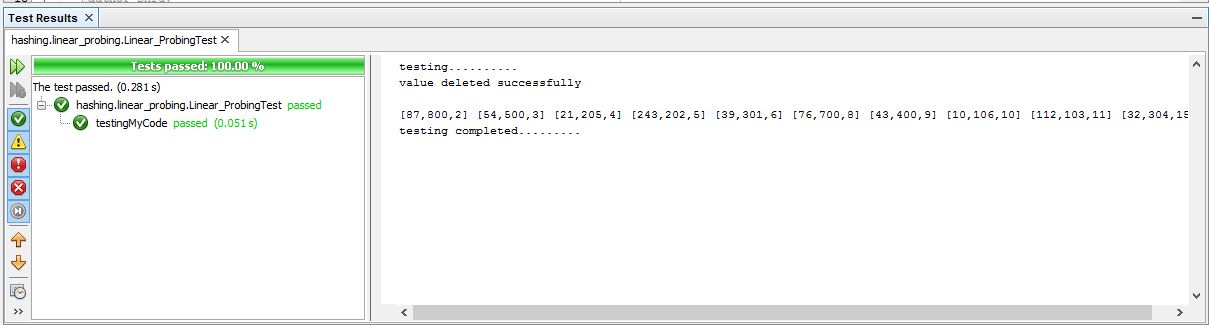 Test Results
hashing.linear_probing.Linear_ProbingTest
Tests passed: 100.00 %
The test passed. (0.281 s)
hashing.linear_probing.Linear_ProbingTest passed
testingMyCode passed (0.051 s)
testing..........
value deleted successfully
[87,800,2] [54,500,3] [21,205,4] [243,202,5] [39,301,6] [76,700,8] [43,400,9] [10,106,10] [112,103,11] [32,304,15
testing completed.........